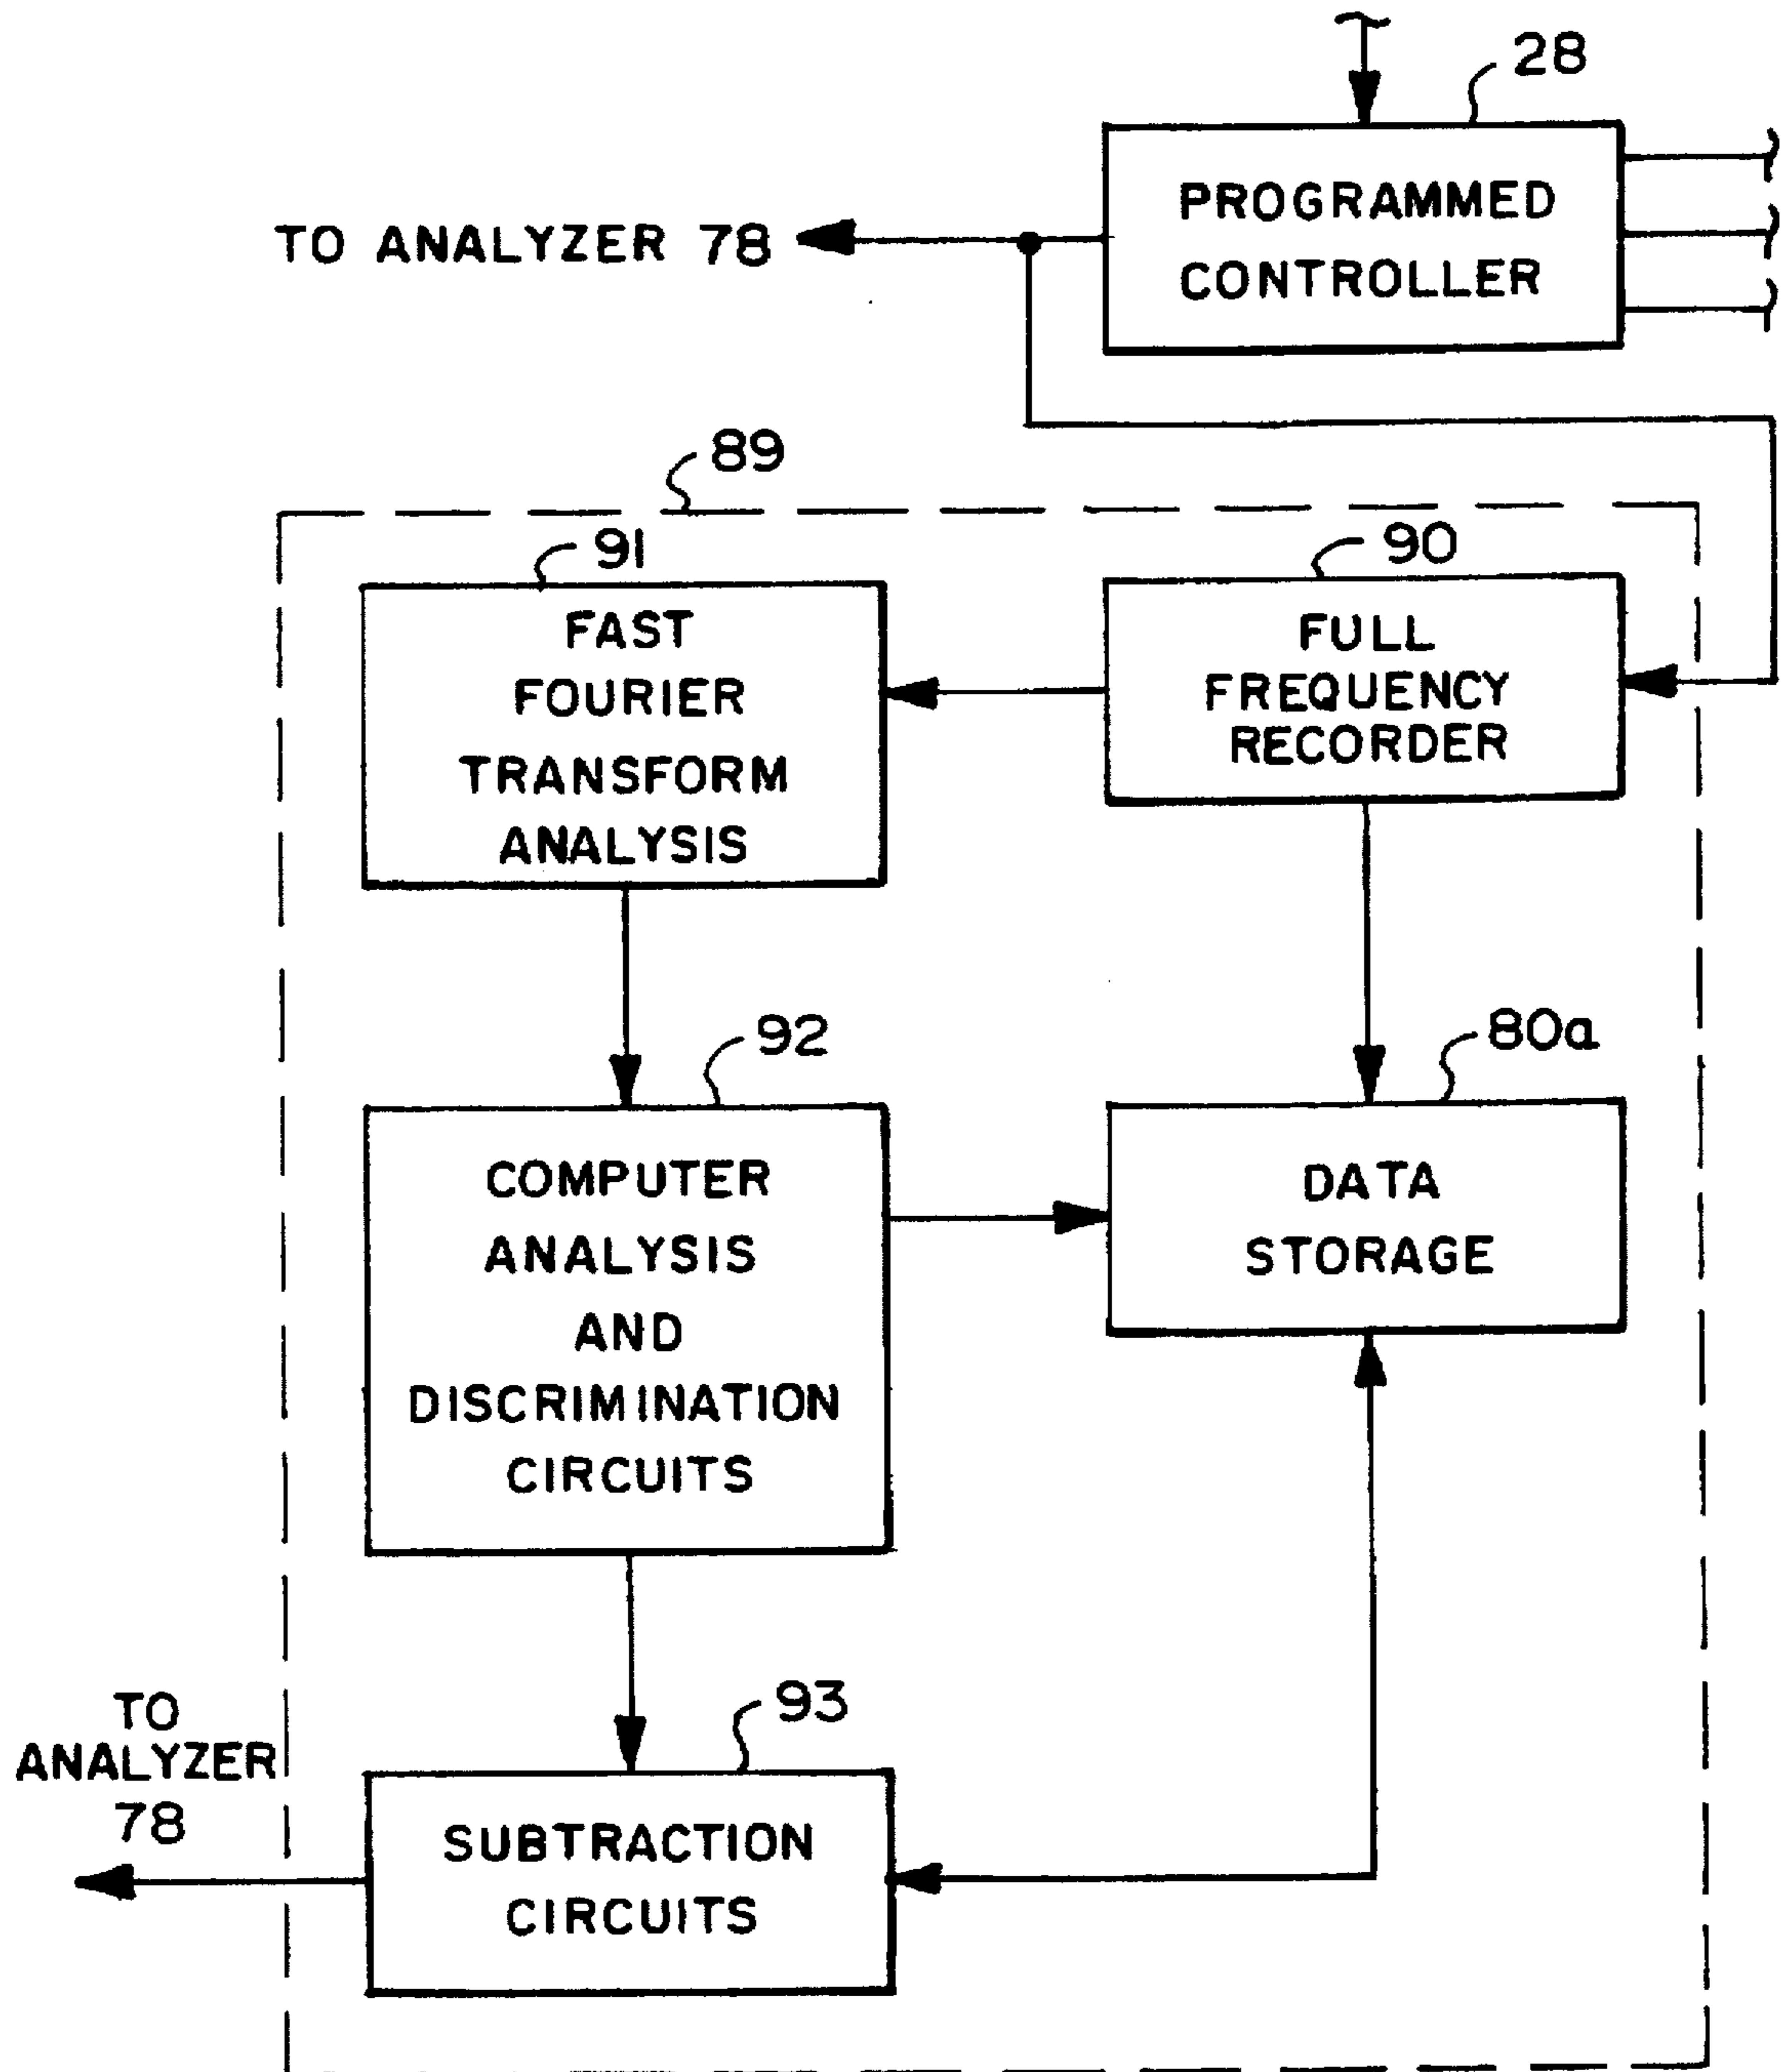 28
PROGRAMMED
CONTROLLER
TO ANALYZER 78
89
91
FAST
FOURIER
TRANSFORM
ANALYSIS
90
FULL
FREQUENCY
RECORDER
92
COMPUTER
ANALYSIS
AND
DISCRIMINATION
CIRCUITS
80a
DATA
STORAGE
TO
ANALYZER
78
93
SUBTRACTION
CIRCUITS